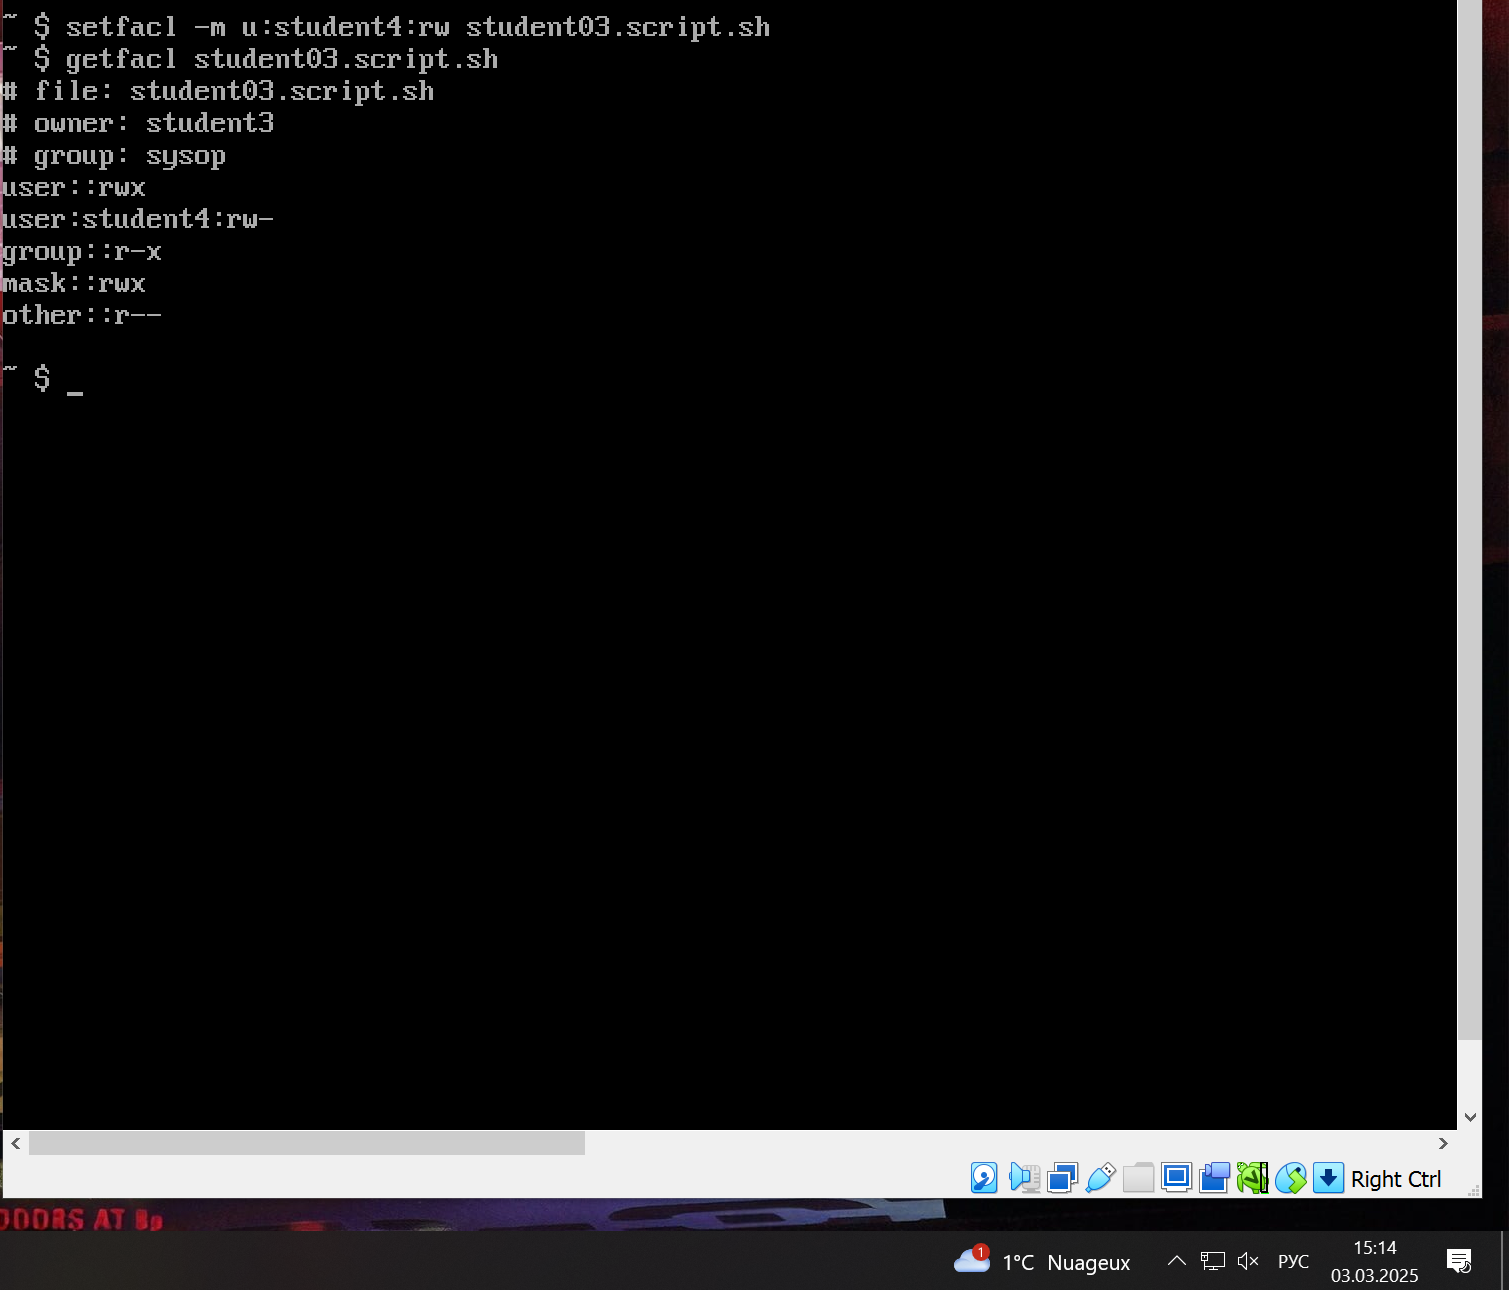 ~ $ setfacl -m u:student4:rw student03.script.sh
~ $ getfacl student03.script.sh
# file: student03.script.sh
# owner: student3
# group: sysop
user::rwx
user:student4:rw-
group::r-x
mask::rwx
other::r--
~ $ _
Right Ctrl
DOORS AT 8p
1
1°C Nuageux
РУС
15:14
03.03.2025